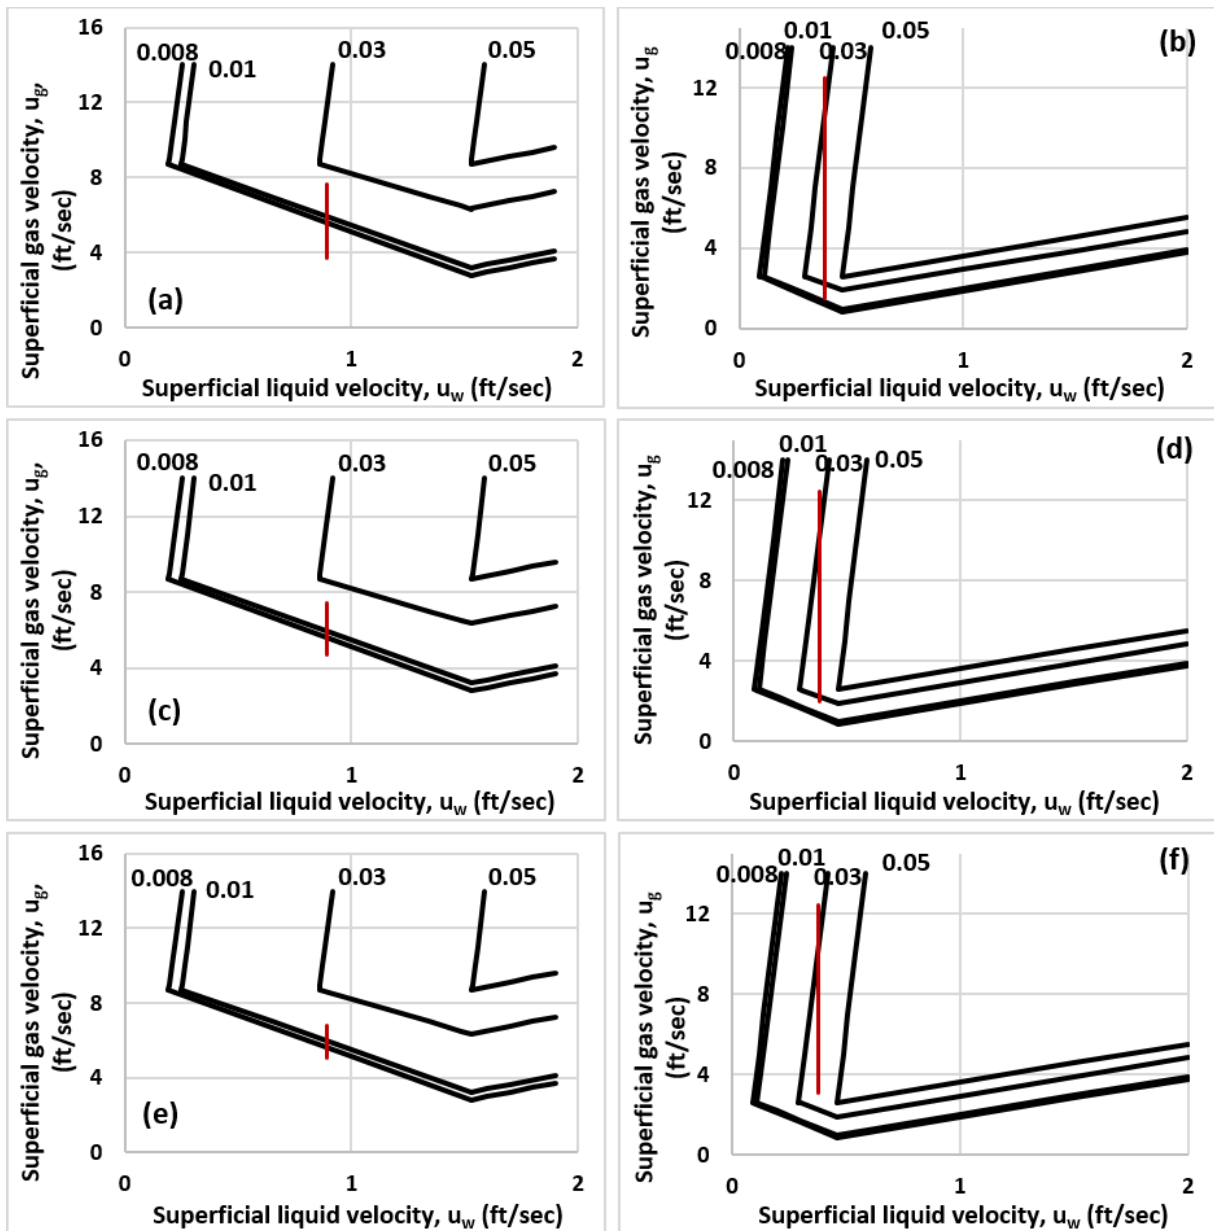 Superficial gas velocity, ug,
(ft/sec)
16
12
8
4
0
0.008
0.01
0.03
0.05
(a)
0
1
2
Superficial liquid velocity, uw (ft/sec)
Superficial gas velocity, ug
(ft/sec)
12
8
4
0
0.008
0.01
0.03
0.05
(b)
0
1
2
Superficial liquid velocity, uw (ft/sec)
Superficial gas velocity, ug,
(ft/sec)
16
12
8
4
0
0.008
0.01
0.03
0.05
(c)
0
1
2
Superficial liquid velocity, uw (ft/sec)
Superficial gas velocity, ug
(ft/sec)
12
8
4
0
0.008
0.01
0.03
0.05
(d)
0
1
2
Superficial liquid velocity, uw (ft/sec)
Superficial gas velocity, ug,
(ft/sec)
16
12
8
4
0
0.008
0.01
0.03
0.05
(e)
0
1
2
Superficial liquid velocity, uw (ft/sec)
Superficial gas velocity, ug
(ft/sec)
12
8
4
0
0.008
0.01
0.03
0.05
(f)
0
1
2
Superficial liquid velocity, uw (ft/sec)